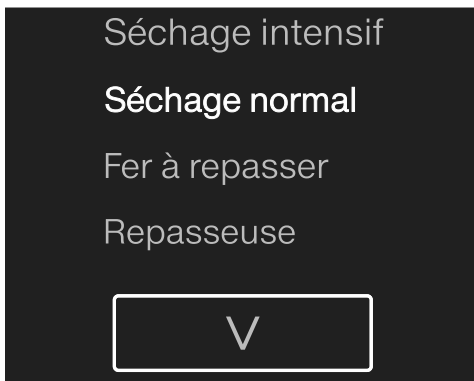 Séchage intensif
Séchage normal
Fer à repasser
Repasseuse
V